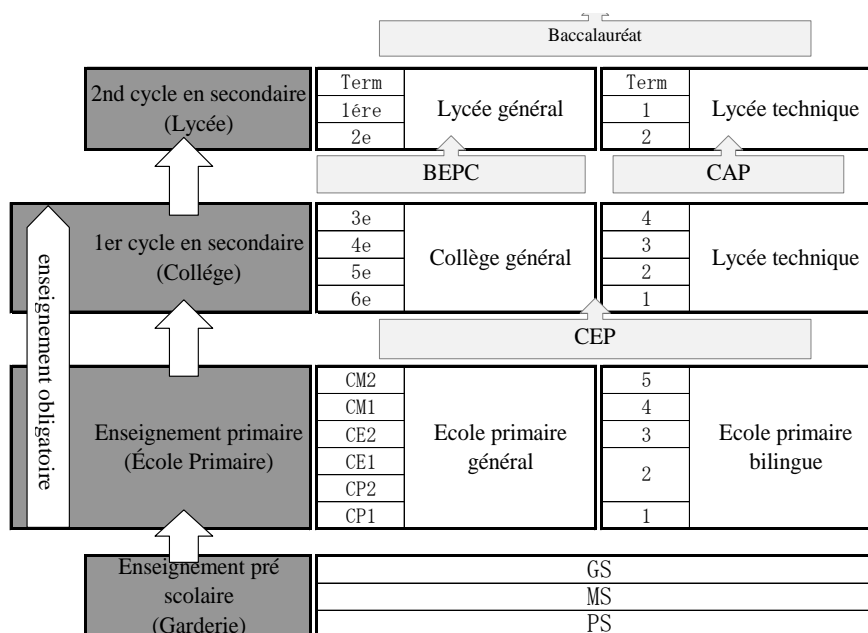 Baccalauréat
2nd cycle en secondaire
(Lycée)
Term
1ére
2e
Lycée général
Term
1
2
Lycée technique
BEPC
CAP
enseignement obligatoire
1er cycle en secondaire
(Collége)
3e
4e
5e
6e
Collège général
4
3
2
1
Lycée technique
CEP
Enseignement primaire
(École Primaire)
CM2
CM1
CE2
CE1
CP2
CP1
Ecole primaire
général
5
4
3
2
1
Ecole primaire
bilingue
Enseignement pré
scolaire
(Garderie)
GS
MS
PS